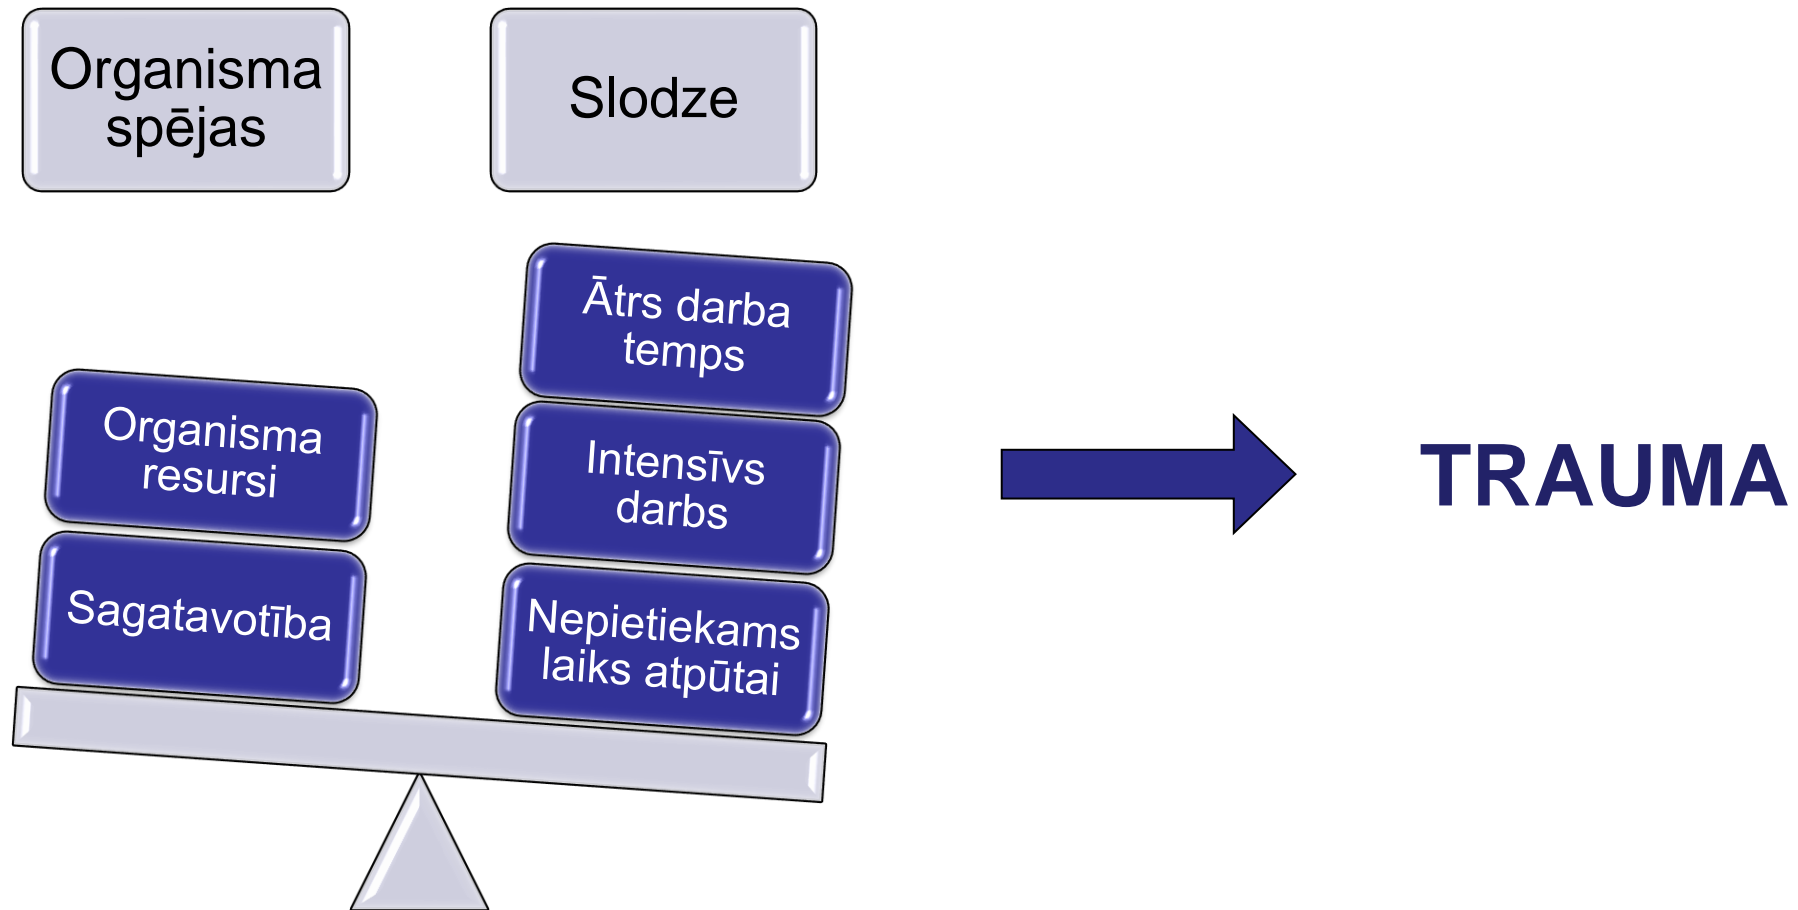 Organisma
spējas
Slodze
Ātrs darba
temps
Organisma
resursi
Intensīvs
darbs
Sagatavotība
Nepietiekams
laiks atpūtai
TRAUMA